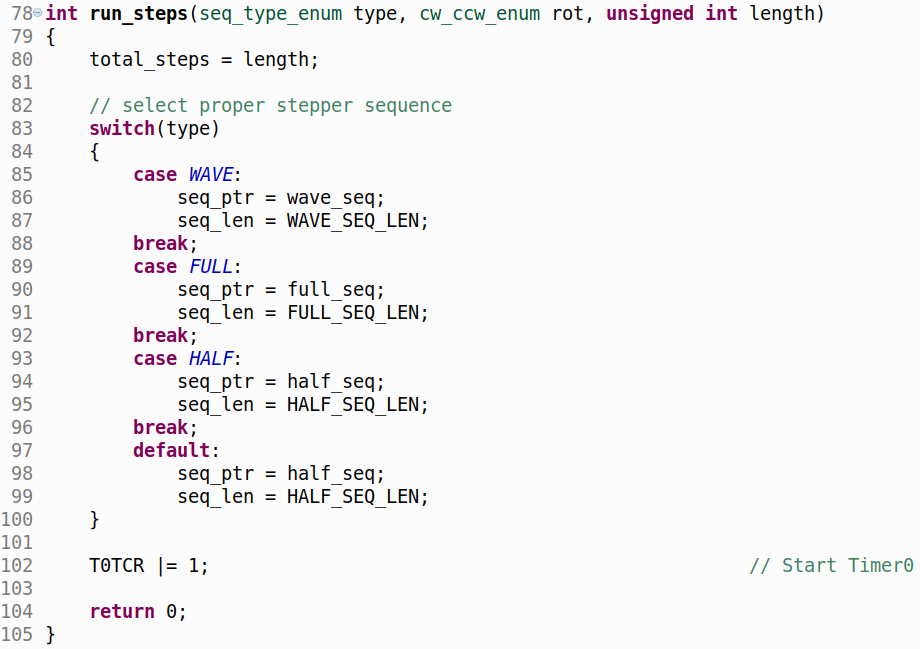 78 int run_steps(seq_type_enum type, cw_ccw_enum rot, unsigned int length)
79 {
80     total_steps = length;
81
82     // select proper stepper sequence
83     switch(type)
84     {
85         case WAVE:
86             seq_ptr = wave_seq;
87             seq_len = WAVE_SEQ_LEN;
88         break;
89         case FULL:
90             seq_ptr = full_seq;
91             seq_len = FULL_SEQ_LEN;
92         break;
93         case HALF:
94             seq_ptr = half_seq;
95             seq_len = HALF_SEQ_LEN;
96         break;
97         default:
98             seq_ptr = half_seq;
99             seq_len = HALF_SEQ_LEN;
100     }
101
102     T0TCR |= 1;                                                 // Start Timer0
103
104     return 0;
105 }